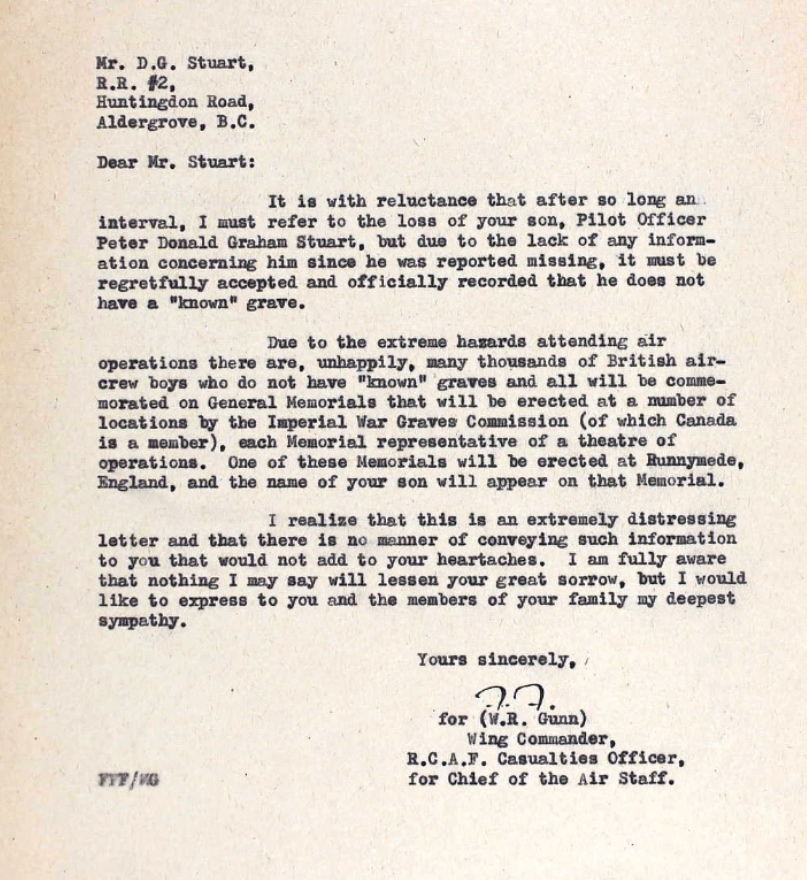 Mr. D.G. Stuart,
R.R. #2,
Huntingdon Road,
Aldergrove, B.C.
Dear Mr. Stuart:
It is with reluctance that after so long an
interval, I must refer to the loss of your son, Pilot Officer
Peter Donald Graham Stuart, but due to the lack of any inform-
ation concerning him since he was reported missing, it must be
regretfully accepted and officially recorded that he does not
have a "known" grave.
Due to the extreme hazards attending air
operations there are, unhappily, many thousands of British air-
crew boys who do not have "known" graves and all will be comme-
morated on General Memorials that will be erected at a number of
locations by the Imperial War Graves Commission (of which Canada
is a member), each Memorial representative of a theatre of
operations. One of these Memorials will be erected at Runnymede,
England, and the name of your son will appear on that Memorial.
I realize that this is an extremely distressing
letter and that there is no manner of conveying such information
to you that would not add to your heartaches. I am fully aware
that nothing I may say will lessen your great sorrow, but I would
like to express to you and the members of your family my deepest
sympathy.
Yours sincerely,
for (W.R. Gunn)
Wing Commander,
R.C.A.F. Casualties Officer,
for Chief of the Air Staff.